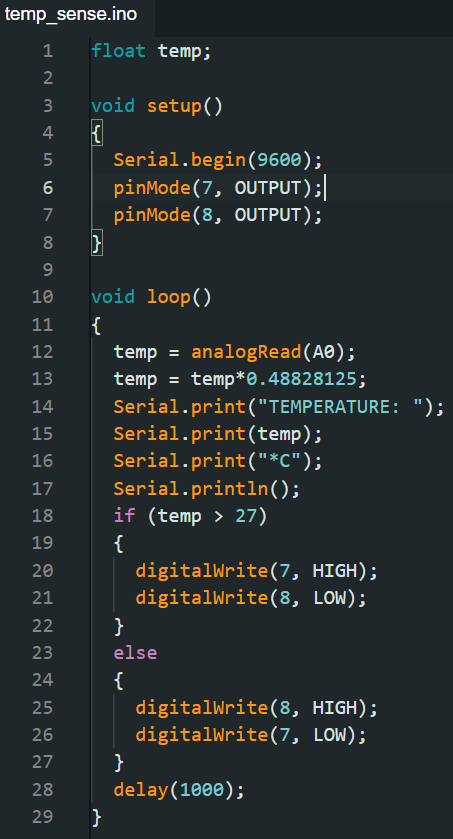 temp_sense.ino
1 float temp;
2
3 void setup()
4 {
5   Serial.begin(9600);
6   pinMode(7, OUTPUT);
7   pinMode(8, OUTPUT);
8 }
9
10 void loop()
11 {
12   temp = analogRead(A0);
13   temp = temp*0.48828125;
14   Serial.print("TEMPERATURE: ");
15   Serial.print(temp);
16   Serial.print("*C");
17   Serial.println();
18   if (temp > 27)
19   {
20     digitalWrite(7, HIGH);
21     digitalWrite(8, LOW);
22   }
23   else
24   {
25     digitalWrite(8, HIGH);
26     digitalWrite(7, LOW);
27   }
28   delay(1000);
29 }